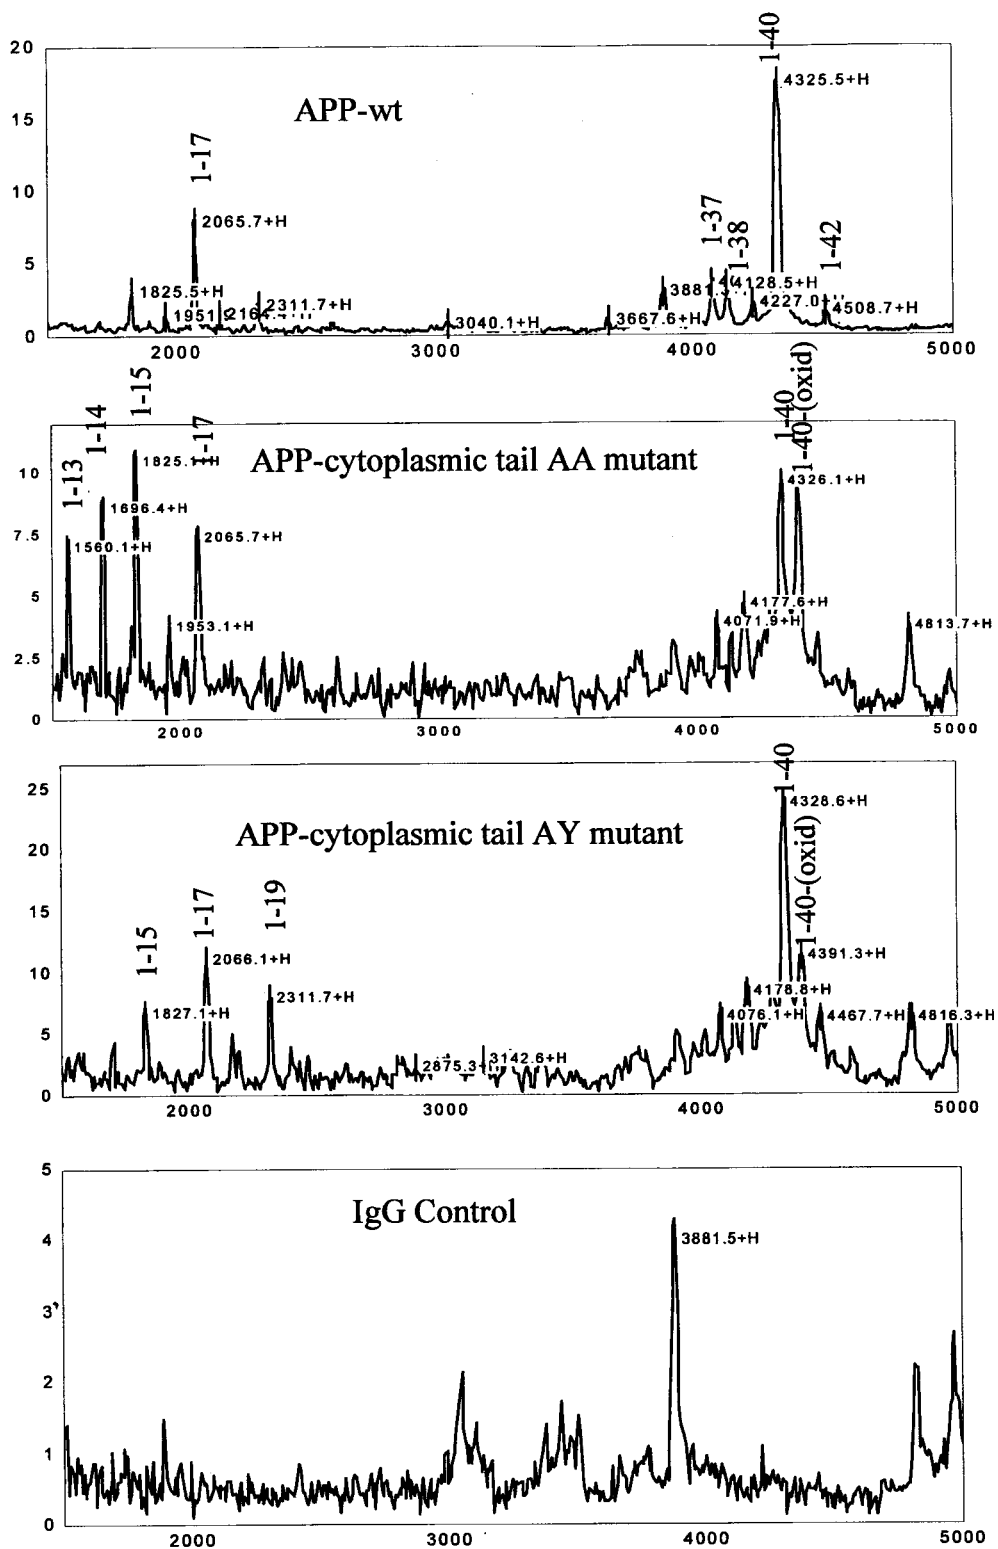 20
15
10
5
0
APP-wt
1-17
1-37
1-38
1-40
1-42
1825.5+H
2065.7+H
2311.7+H
3040.1+H
3667.6+H
4128.5+H
4325.5+H
4508.7+H
2000
3000
4000
5000
10
7.5
5
2.5
0
APP-cytoplasmic tail AA mutant
1-13
1-14
1-15
1-17
1-40
1-40-(oxid)
1560.1+H
1696.4+H
1953.1+H
2065.7+H
4071.9+H
4177.6+H
4326.1+H
4813.7+H
2000
3000
4000
5000
25
20
15
10
5
0
APP-cytoplasmic tail AY mutant
1-15
1-17
1-19
1-40
1-40-(oxid)
1827.1+H
2066.1+H
2311.7+H
3142.6+H
4076.1+H
4178.8+H
4328.6+H
4391.3+H
4467.7+H
4816.3+H
2000
3000
4000
5000
5
4
3
2
1
0
IgG Control
3881.5+H
2000
3000
4000
5000